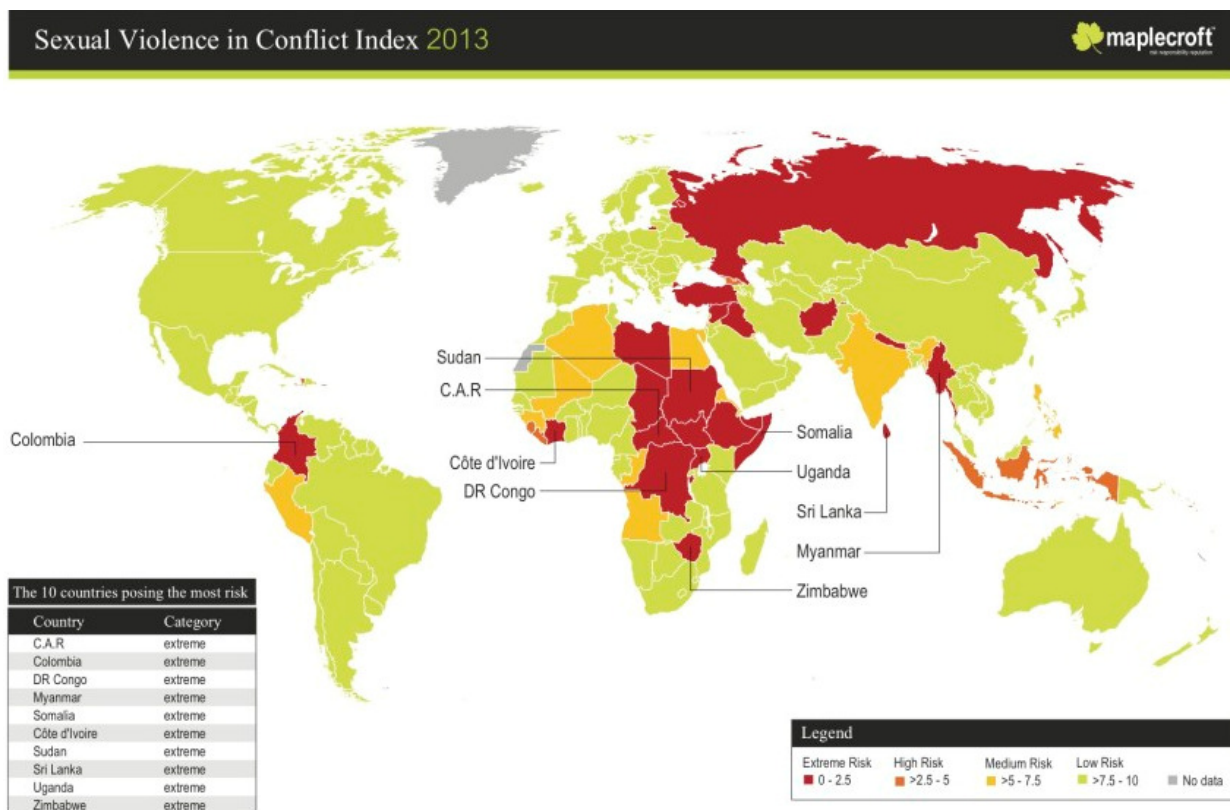 Sexual Violence in Conflict Index 2013
maplecroft
risk responsibility reputation
Sudan
C.A.R
Colombia
Côte d'Ivoire
DR Congo
Somalia
Uganda
Sri Lanka
Myanmar
Zimbabwe
The 10 countries posing the most risk
Country Category
C.A.R extreme
Colombia extreme
DR Congo extreme
Myanmar extreme
Somalia extreme
Côte d'Ivoire extreme
Sudan extreme
Sri Lanka extreme
Uganda extreme
Zimbabwe extreme
Legend
Extreme Risk High Risk Medium Risk Low Risk
0 - 2.5 >2.5 - 5 >5 - 7.5 >7.5 - 10 No data